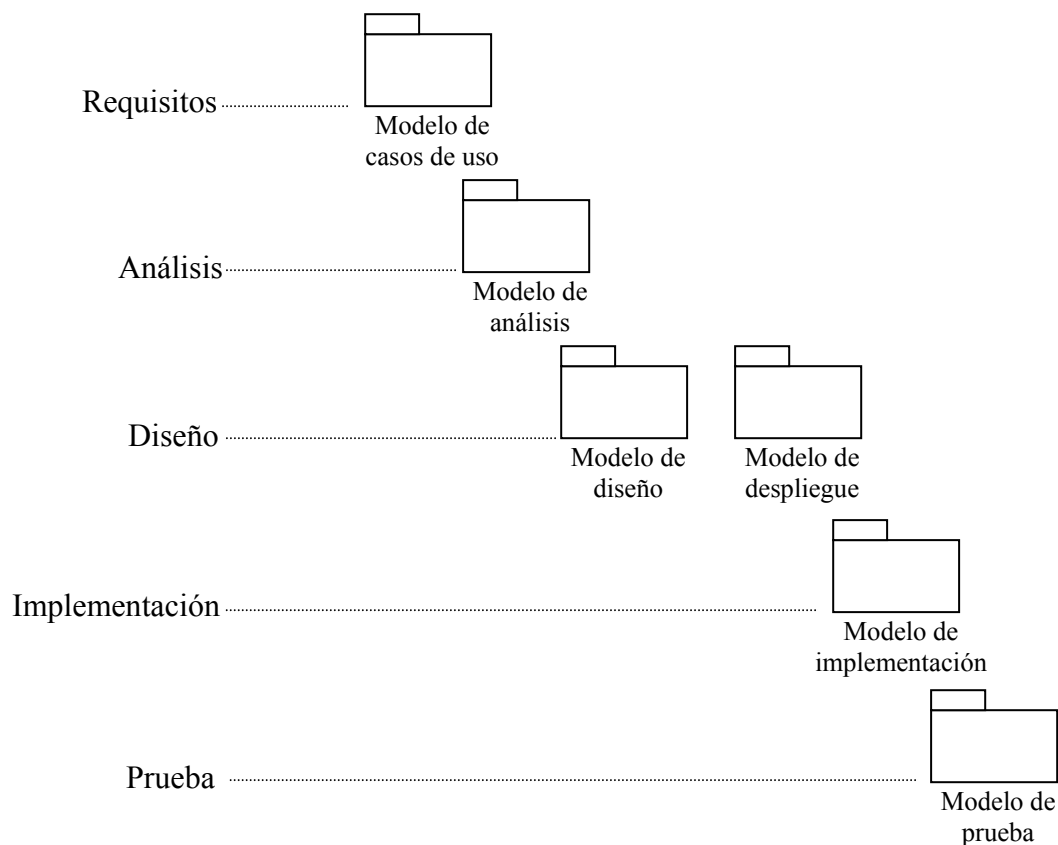 Requisitos
Modelo de
casos de uso
Análisis
Modelo de
análisis
Diseño
Modelo de
diseño
Modelo de
despliegue
Implementación
Modelo de
implementación
Prueba
Modelo de
prueba